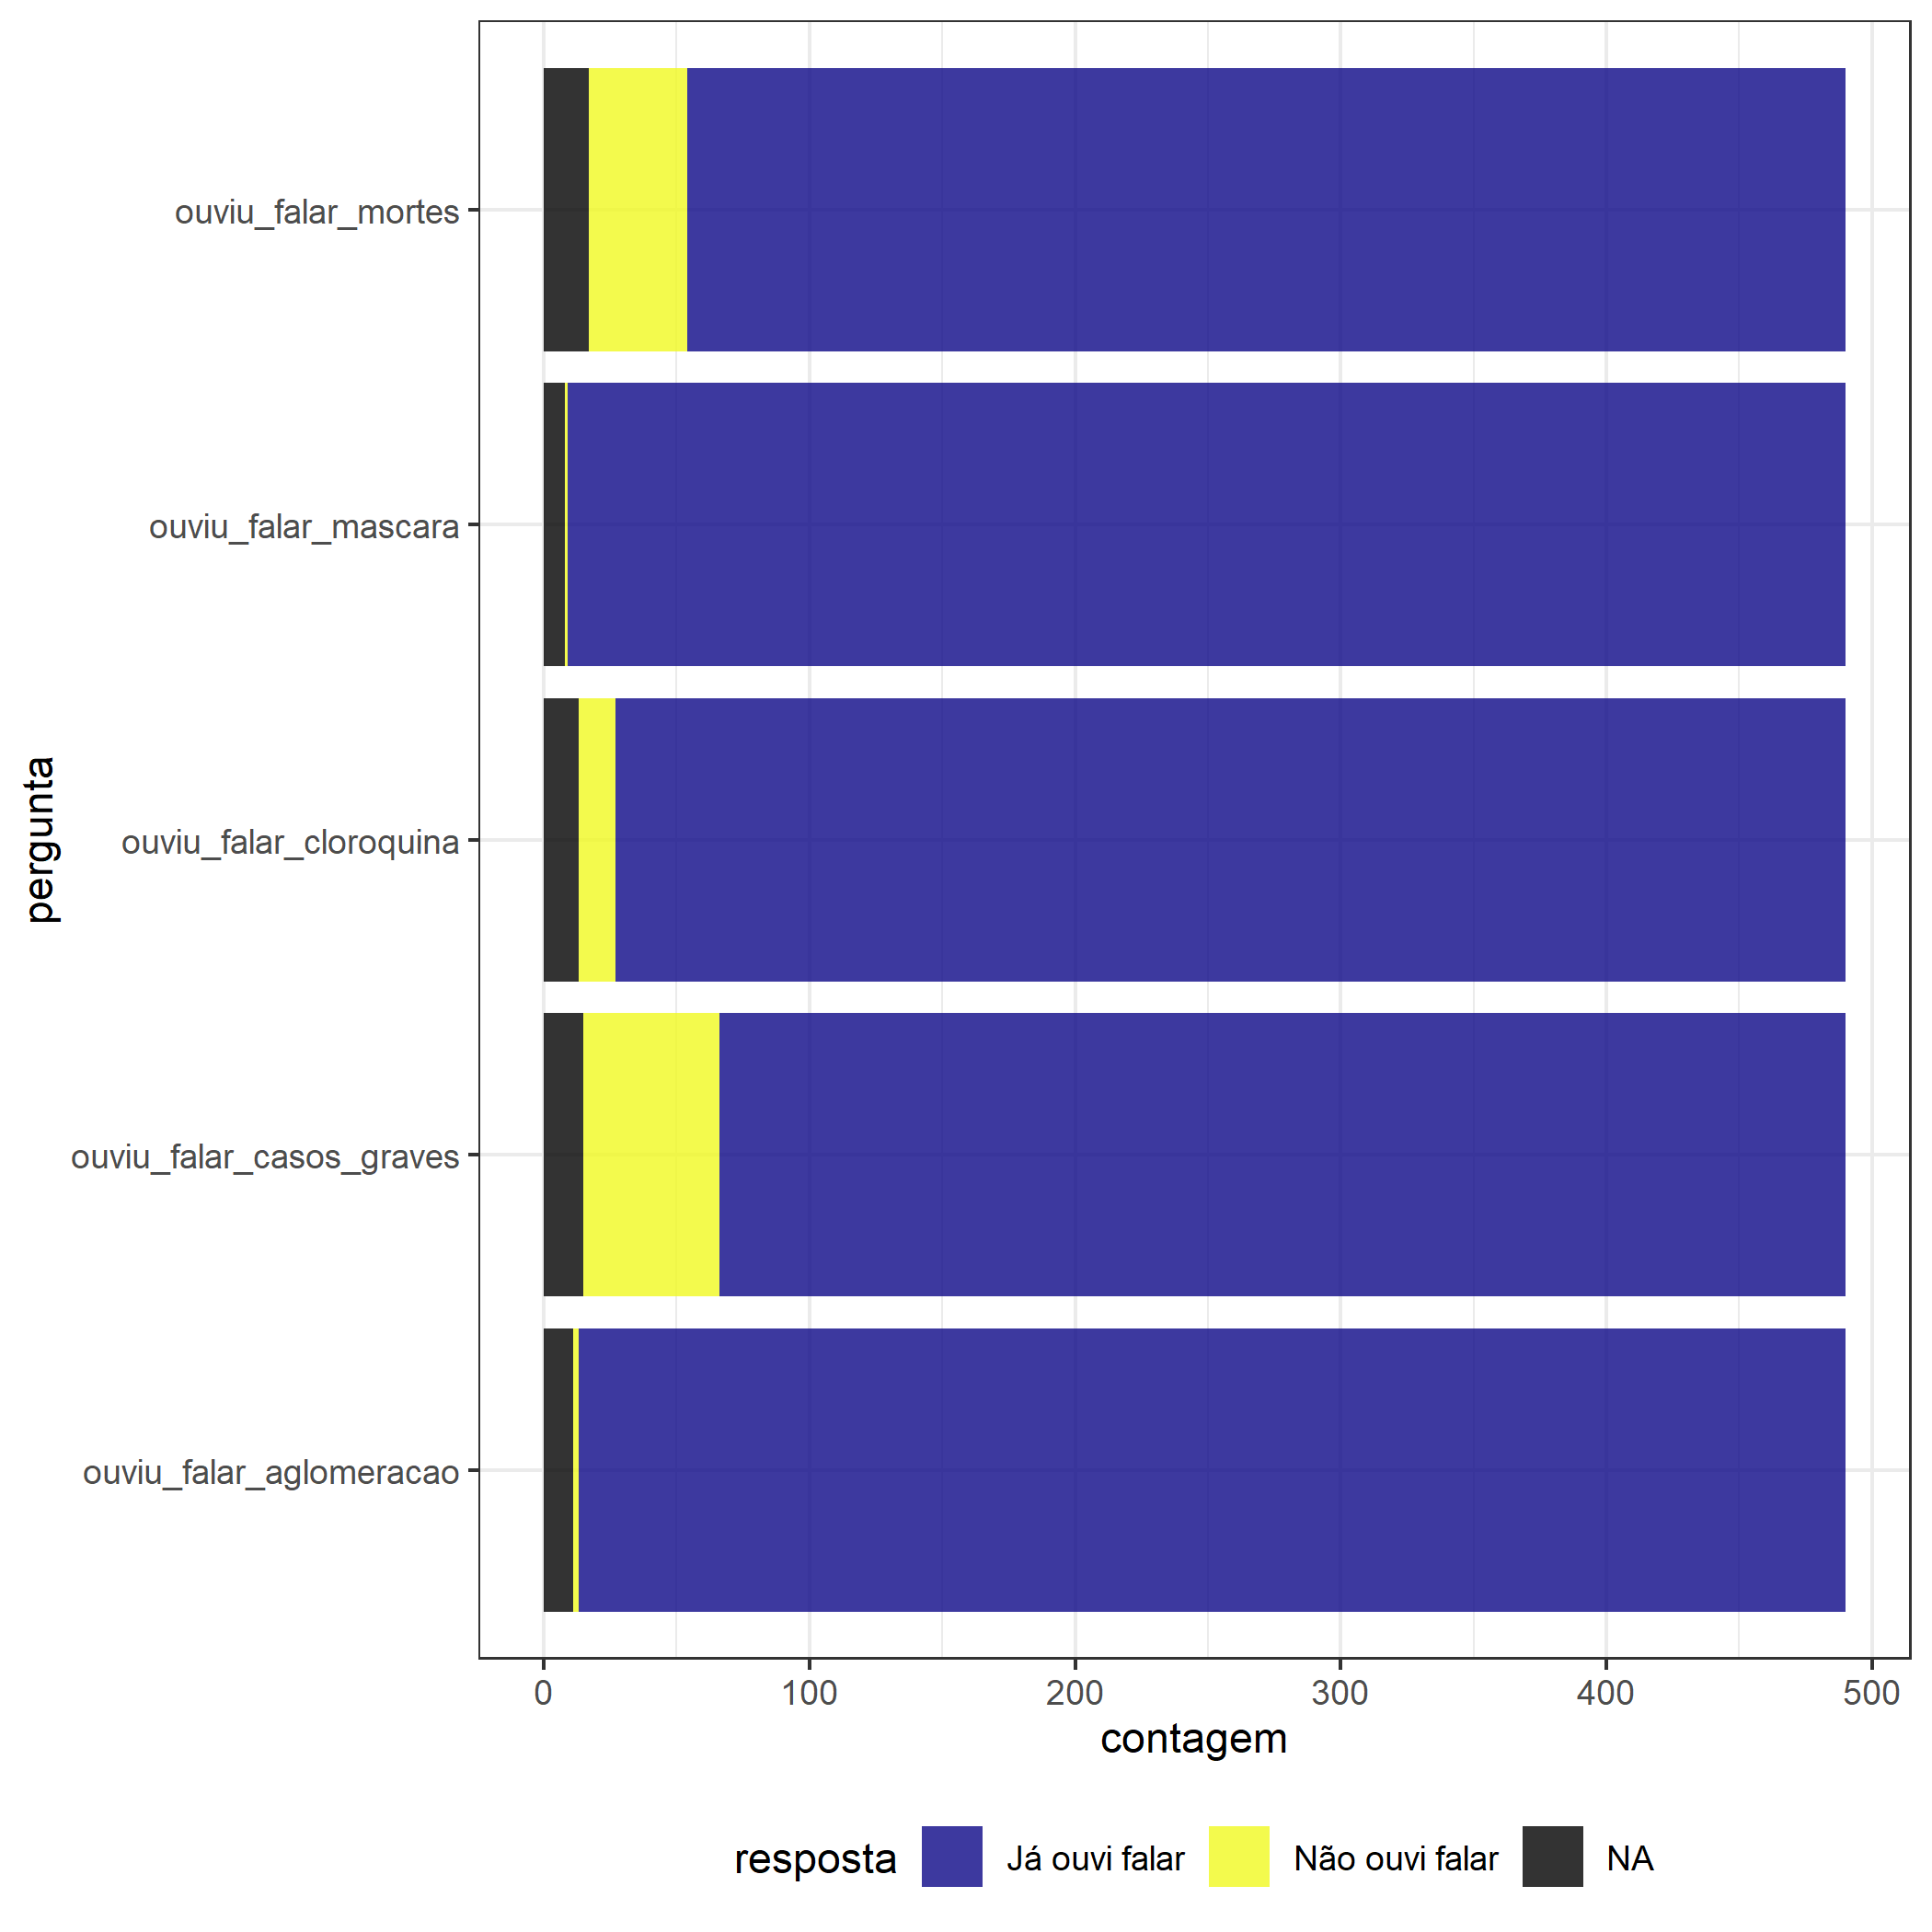 pergunta
ouviu_falar_mortes
ouviu_falar_mascara
ouviu_falar_cloroquina
ouviu_falar_casos_graves
ouviu_falar_aglomeracao
0 100 200 300 400 500
contagem
resposta Já ouvi falar Não ouvi falar NA